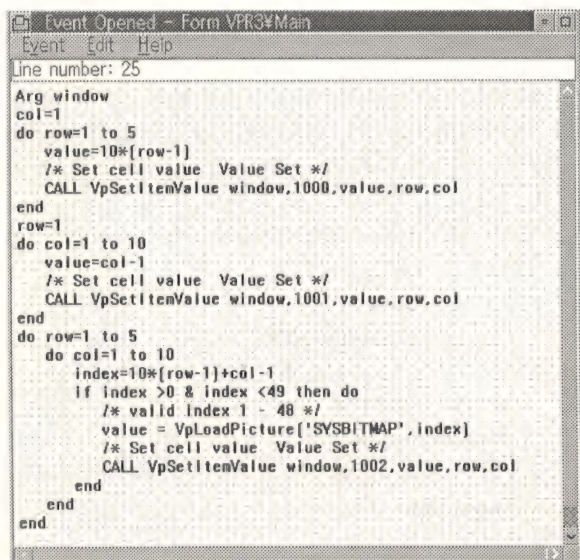 Event Opened - Form VPR3¥Main
Event Edit Help
Line number: 25
Arg window
col=1
do row=1 to 5
   value=10*(row-1)
   /* Set cell value  Value Set */
   CALL VpSetItemValue window,1000,value,row,col
end
row=1
do col=1 to 10
   value=col-1
   /* Set cell value  Value Set */
   CALL VpSetItemValue window,1001,value,row,col
end
do row=1 to 5
   do col=1 to 10
      index=10*(row-1)+col-1
      if index >0 & index <49 then do
         /* valid index 1 - 48 */
         value = VpLoadPicture('SYSBITMAP',index)
         /* Set cell value  Value Set */
         CALL VpSetItemValue window,1002,value,row,col
      end
   end
end